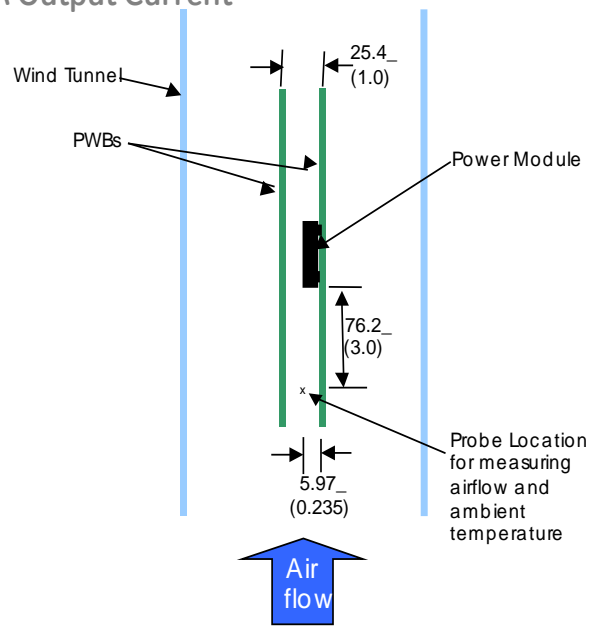 A Output Current
25.4_
(1.0)
Wind Tunnel
PWBs
Power Module
76.2_
(3.0)
x
Probe Location
for measuring
airflow and
ambient
temperature
5.97_
(0.235)
Air
flow